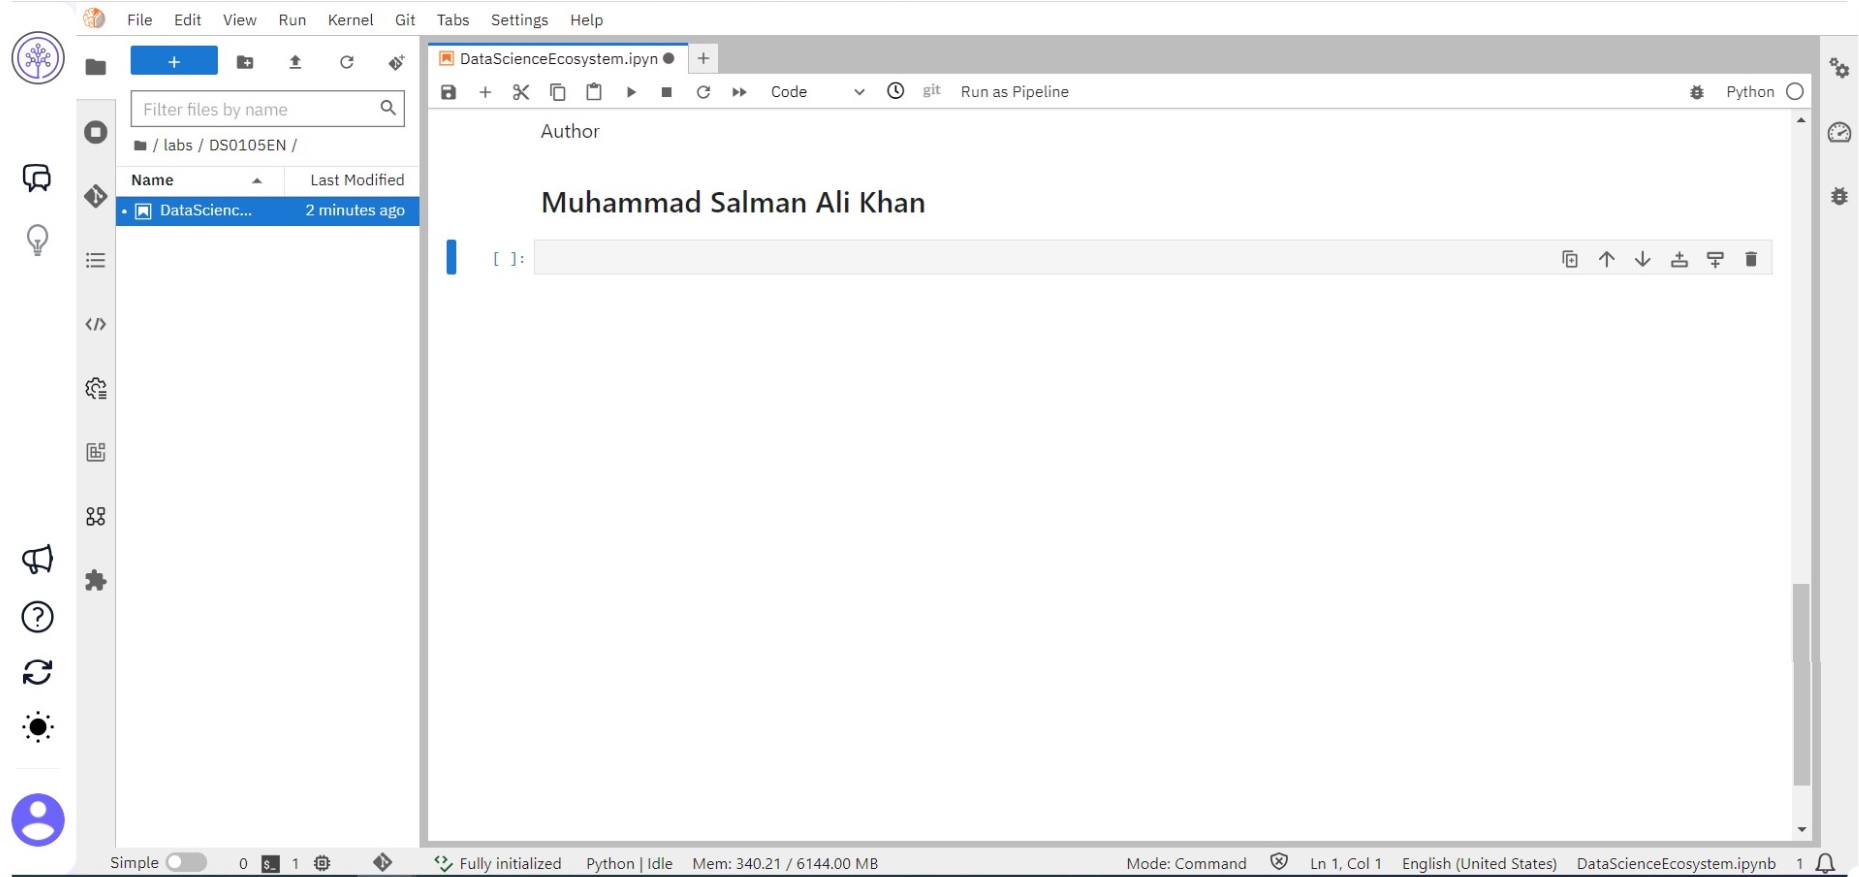 File Edit View Run Kernel Git Tabs Settings Help
+
Filter files by name
/ labs / DS0105EN /
Name Last Modified
DataScienc... 2 minutes ago
DataScienceEcosystem.ipyn
+
Code git Run as Pipeline Python
Author
Muhammad Salman Ali Khan
[ ]:
Simple 0 $_ 1 Fully initialized Python | Idle Mem: 340.21 / 6144.00 MB Mode: Command Ln 1, Col 1 English (United States) DataScienceEcosystem.ipynb 1